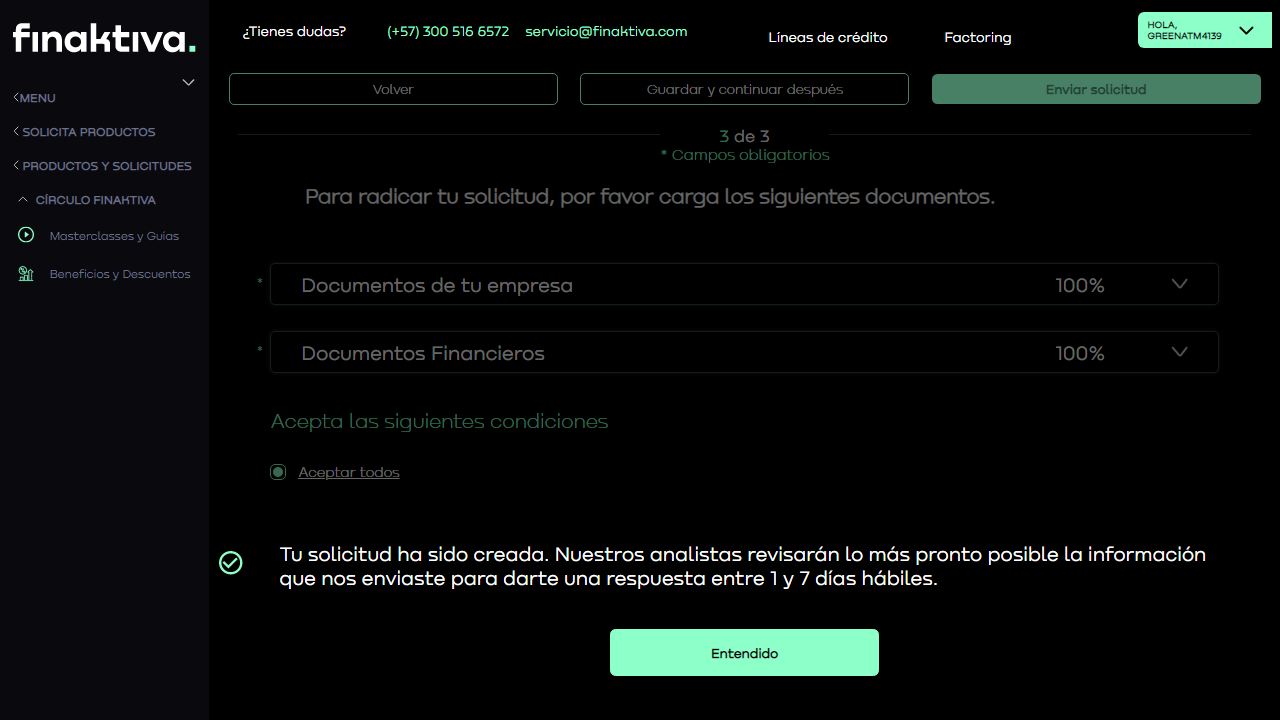 finaktiva.
¿Tienes dudas?
(+57) 300 516 6572
servicio@finaktiva.com
Líneas de crédito
Factoring
HOLA,
GREENATM4139
MENU
SOLICITA PRODUCTOS
PRODUCTOS Y SOLICITUDES
CÍRCULO FINAKTIVA
Masterclasses y Guías
Beneficios y Descuentos
Volver
Guardar y continuar después
Enviar solicitud
3 de 3
* Campos obligatorios
Para radicar tu solicitud, por favor carga los siguientes documentos.
* Documentos de tu empresa 100%
* Documentos Financieros 100%
Acepta las siguientes condiciones
Aceptar todos
Tu solicitud ha sido creada. Nuestros analistas revisarán lo más pronto posible la información
que nos enviaste para darte una respuesta entre 1 y 7 días hábiles.
Entendido